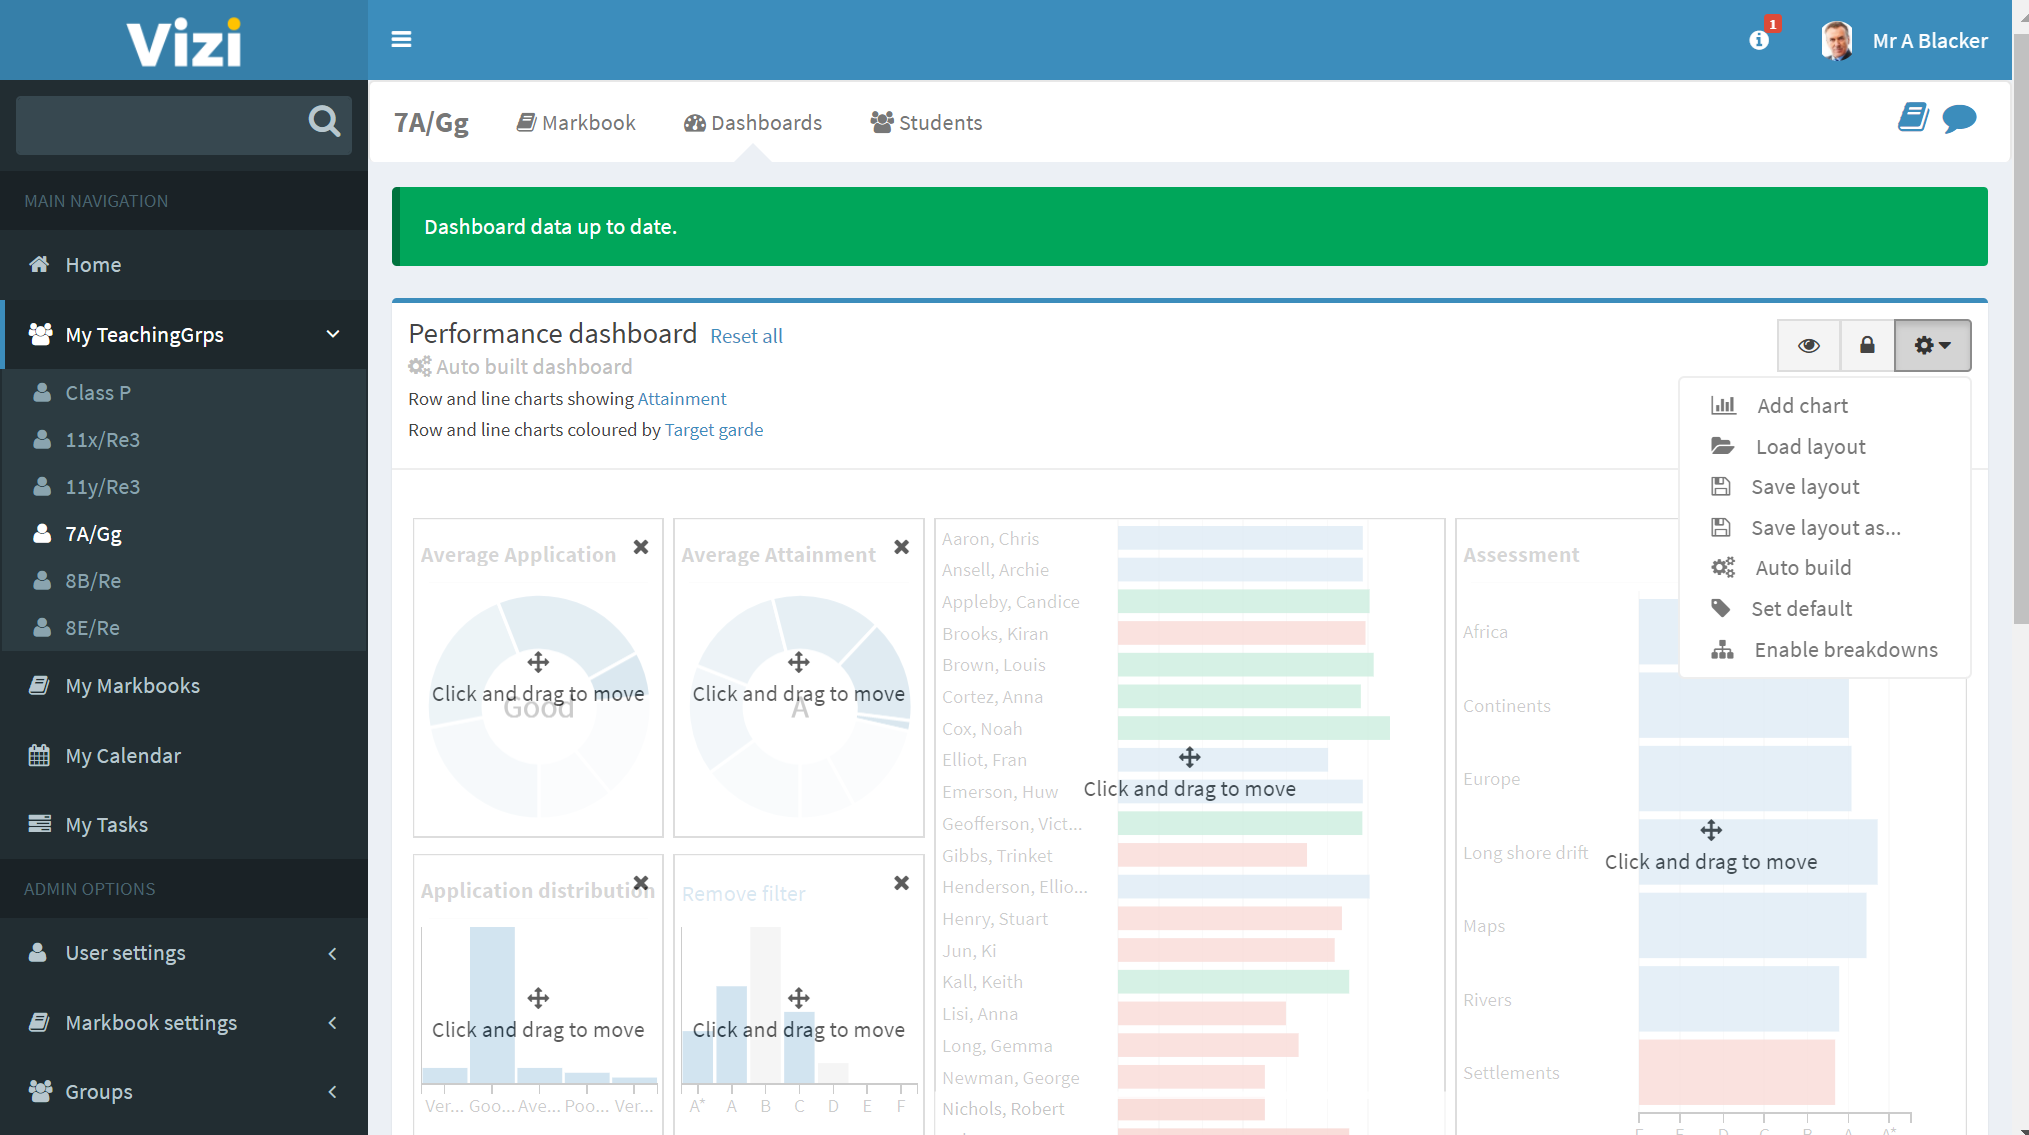 Vizi
1
Mr A Blacker
7A/Gg
Markbook
Dashboards
Students
MAIN NAVIGATION
Home
My TeachingGrps
Class P
11x/Re3
11y/Re3
7A/Gg
8B/Re
8E/Re
My Markbooks
My Calendar
My Tasks
ADMIN OPTIONS
User settings
Markbook settings
Groups
Dashboard data up to date.
Performance dashboard Reset all
Auto built dashboard
Row and line charts showing Attainment
Row and line charts coloured by Target garde
Add chart
Load layout
Save layout
Save layout as...
Auto build
Set default
Enable breakdowns
Average Application
Click and drag to move
Good
Average Attainment
Click and drag to move
A
Application distribution
Click and drag to move
Ver... Goo... Ave... Poo... Ver...
Remove filter
Click and drag to move
A* A B C D E F
Aaron, Chris
Ansell, Archie
Appleby, Candice
Brooks, Kiran
Brown, Louis
Cortez, Anna
Cox, Noah
Elliot, Fran
Emerson, Huw
Click and drag to move
Geofferson, Vict...
Gibbs, Trinket
Henderson, Ellio...
Henry, Stuart
Jun, Ki
Kall, Keith
Lisi, Anna
Long, Gemma
Newman, George
Nichols, Robert
Assessment
Africa
Continents
Europe
Long shore drift
Click and drag to move
Maps
Rivers
Settlements